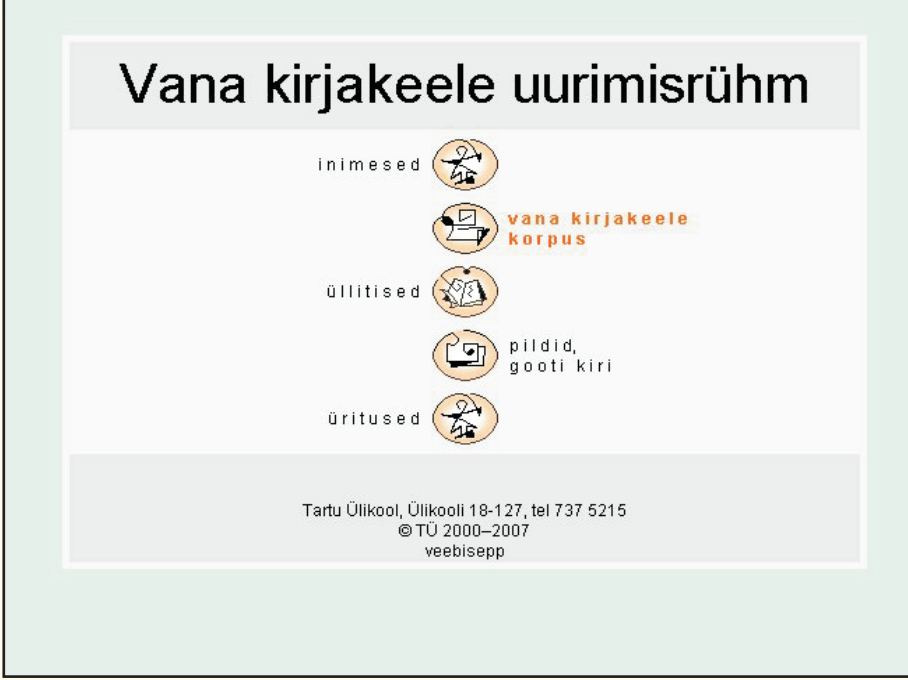 Vana kirjakeele uurimisrühm
inimesed
vana kirjakeele
korpus
üllitised
pildid,
gooti kiri
üritused
Tartu Ülikool, Ülikooli 18-127, tel 737 5215
© TÜ 2000–2007
veebisepp